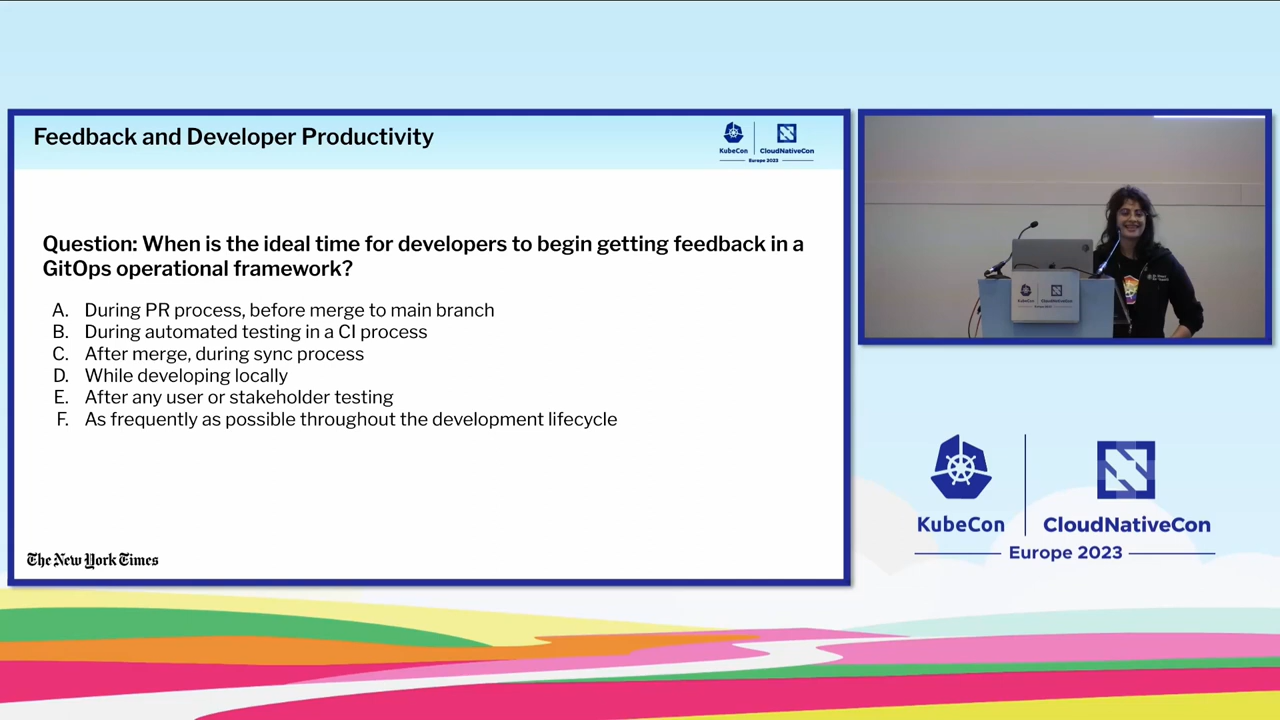 Feedback and Developer Productivity
KubeCon
CloudNativeCon
Europe 2023
Question: When is the ideal time for developers to begin getting feedback in a
GitOps operational framework?
A. During PR process, before merge to main branch
B. During automated testing in a CI process
C. After merge, during sync process
D. While developing locally
E. After any user or stakeholder testing
F. As frequently as possible throughout the development lifecycle
The New York Times
KubeCon
CloudNativeCon
KubeCon
CloudNativeCon
Europe 2023